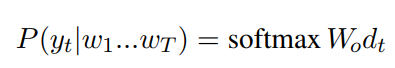 P(y_t|w_1...w_T) = softmax W_o d_t